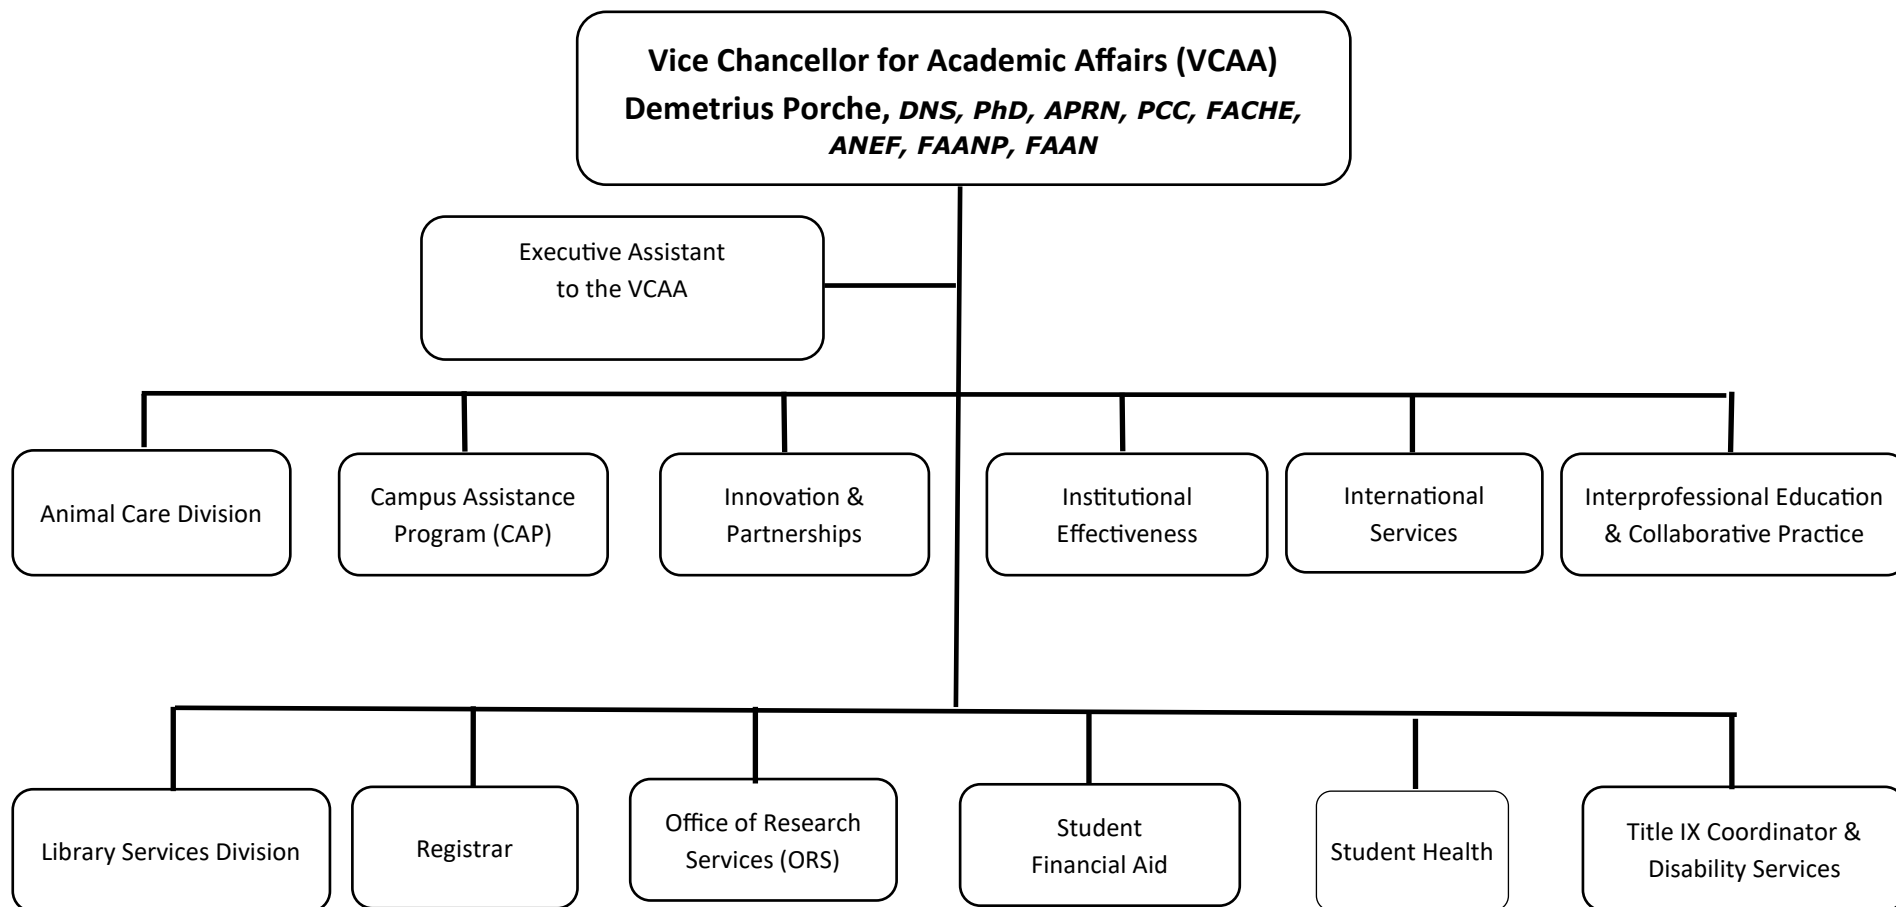 Vice Chancellor for Academic Affairs (VCAA)
Demetrius Porche, DNS, PhD, APRN, PCC, FACHE,
ANEF, FAANP, FAAN
Executive Assistant
to the VCAA
Animal Care Division
Campus Assistance
Program (CAP)
Innovation &
Partnerships
Institutional
Effectiveness
International
Services
Interprofessional Education
& Collaborative Practice
Library Services Division
Registrar
Office of Research
Services (ORS)
Student
Financial Aid
Student Health
Title IX Coordinator &
Disability Services